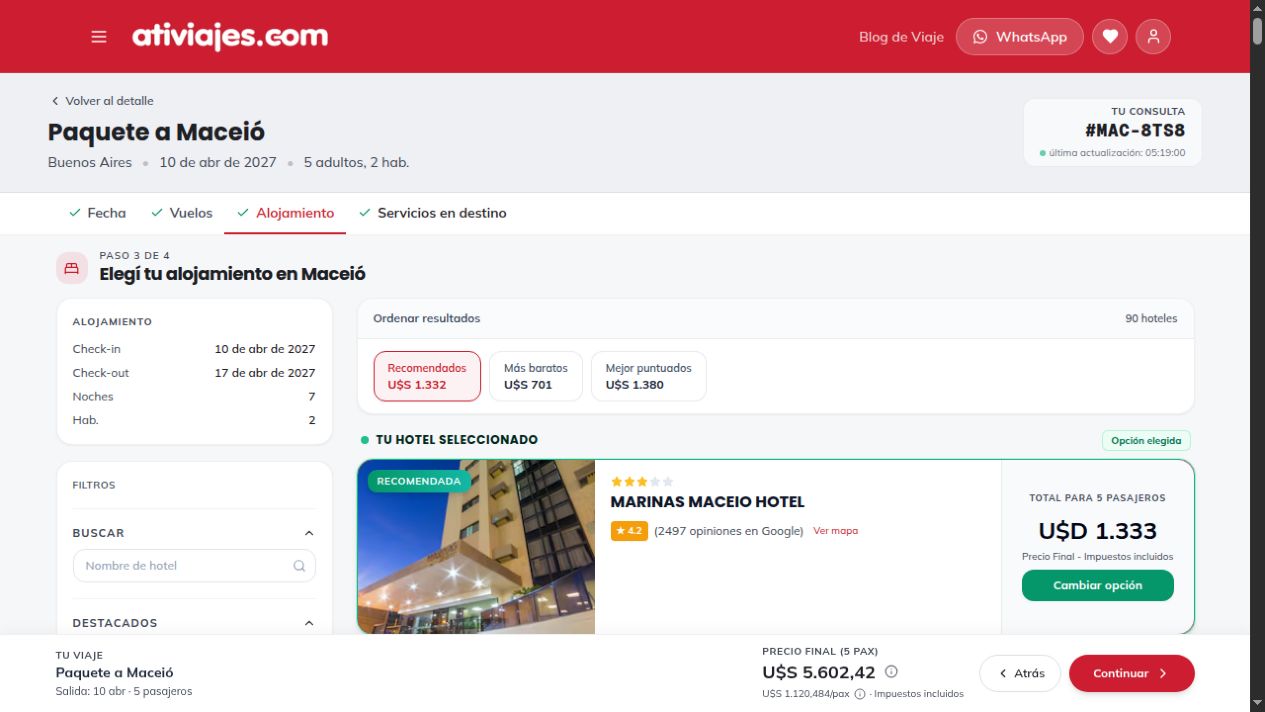 ativiajes.com
Blog de Viaje
WhatsApp
Volver al detalle
Paquete a Maceió
Buenos Aires • 10 de abr de 2027 • 5 adultos, 2 hab.
TU CONSULTA
#MAC-8TS8
última actualización: 05:19:00
Fecha
Vuelos
Alojamiento
Servicios en destino
PASO 3 DE 4
Elegí tu alojamiento en Maceió
ALOJAMIENTO
Check-in 10 de abr de 2027
Check-out 17 de abr de 2027
Noches 7
Hab. 2
FILTROS
BUSCAR
Nombre de hotel
DESTACADOS
Ordenar resultados
90 hoteles
Recomendados
U$S 1.332
Más baratos
U$S 701
Mejor puntuados
U$S 1.380
TU HOTEL SELECCIONADO
Opción elegida
RECOMENDADA
MARINAS MACEIO HOTEL
★ 4.2 (2497 opiniones en Google) Ver mapa
TOTAL PARA 5 PASAJEROS
U$D 1.333
Precio Final - Impuestos incluidos
Cambiar opción
TU VIAJE
Paquete a Maceió
Salida: 10 abr · 5 pasajeros
PRECIO FINAL (5 PAX)
U$S 5.602,42
U$S 1.120,484/pax · Impuestos incluidos
Atrás
Continuar